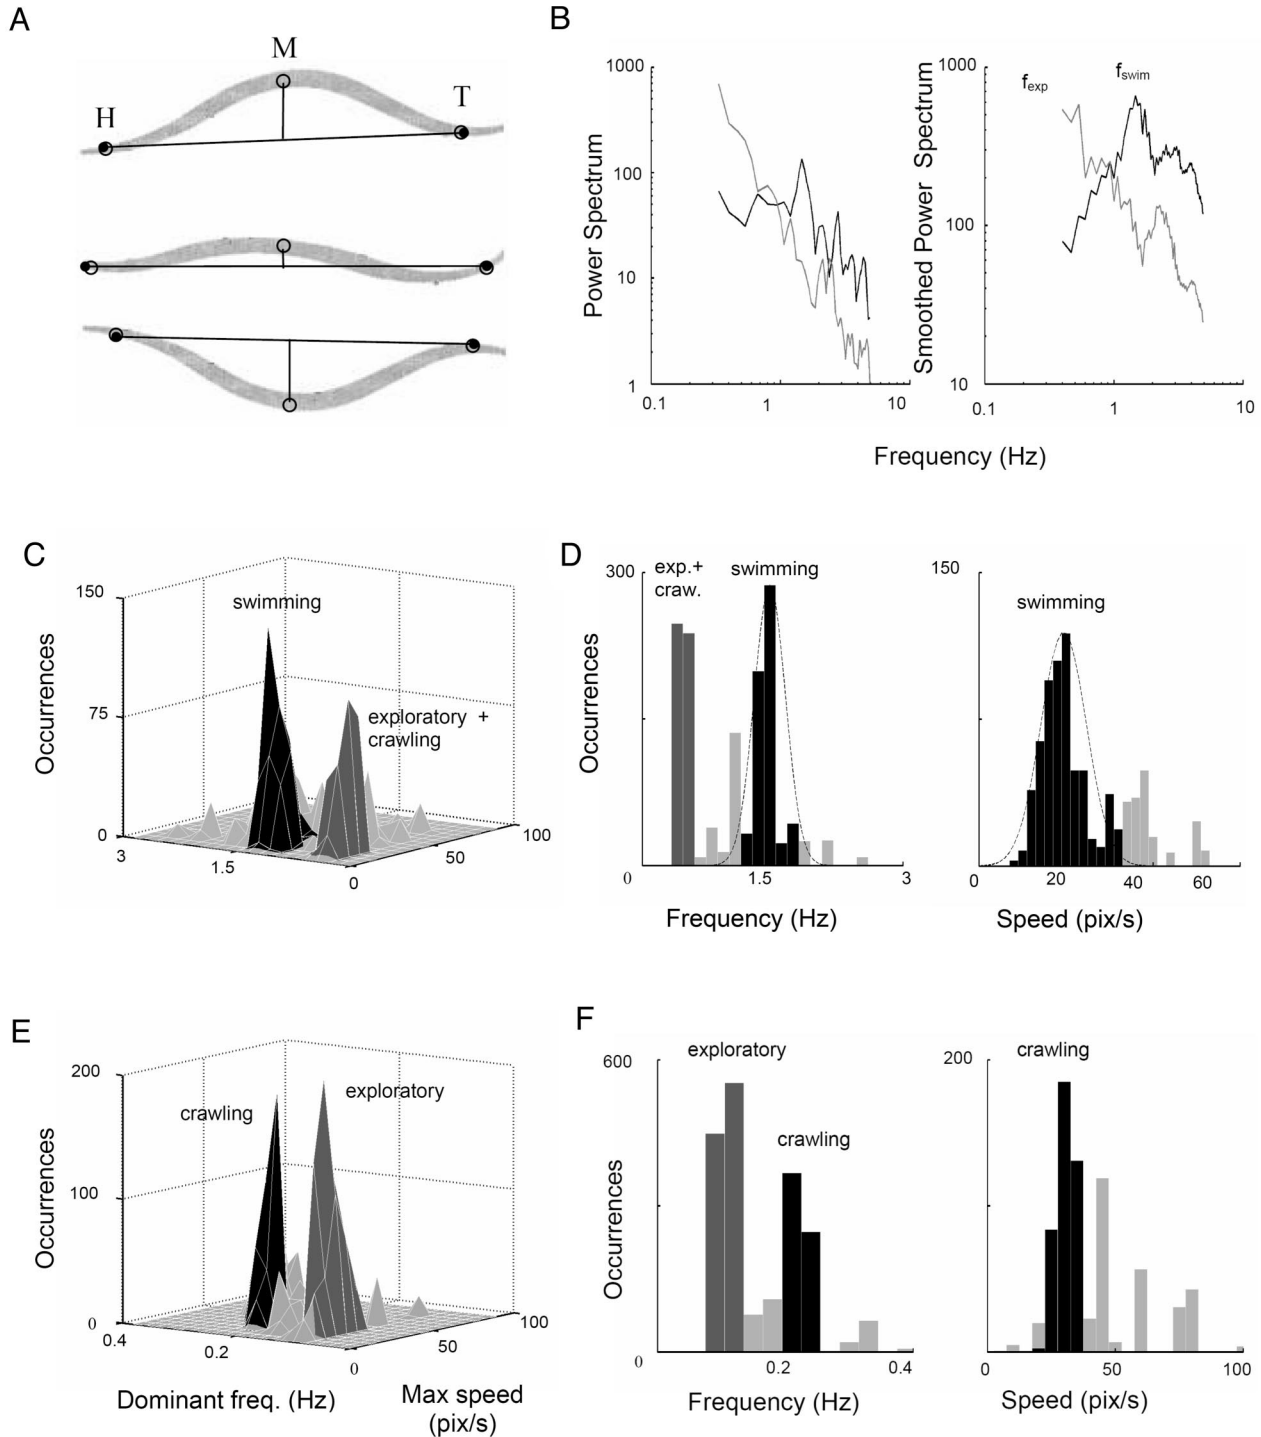 A
M
H
T
B
1000
100
10
1
0.1
1
10
Power Spectrum
1000
100
10
0.1
1
10
Smoothed Power Spectrum
fexp
fswim
Frequency (Hz)
C
150
75
0
3
1.5
0
50
100
Occurrences
swimming
exploratory +
crawling
D
300
exp.+
craw.
swimming
Occurrences
0
1.5
3
Frequency (Hz)
150
swimming
0
20
40
60
Speed (pix/s)
E
200
100
0
0.4
0.2
0
50
100
Occurrences
crawling
exploratory
Dominant freq. (Hz)
Max speed
(pix/s)
F
600
exploratory
crawling
Occurrences
0
0.2
0.4
Frequency (Hz)
200
crawling
0
50
100
Speed (pix/s)